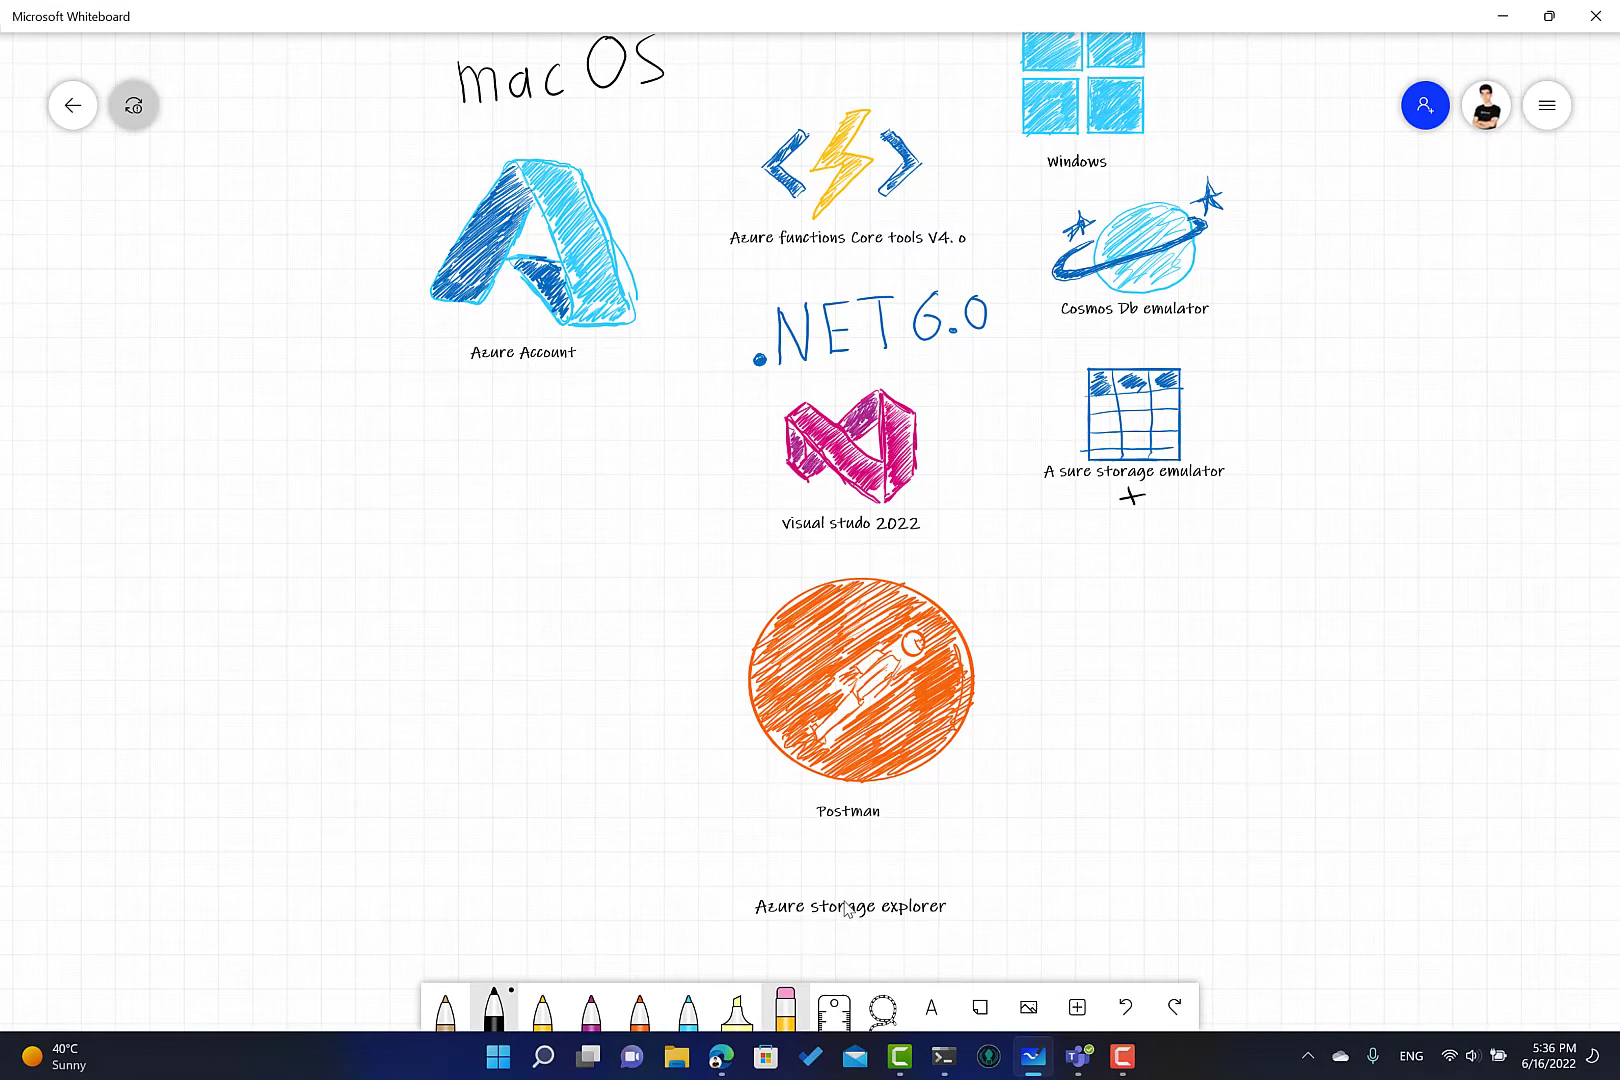 Microsoft Whiteboard
mac OS
Windows
Azure functions Core tools V4. 0
Cosmos Db emulator
.NET 6.0
Azure Account
A sure storage emulator
+
Visual studo 2022
Postman
Azure storage explorer
A
40°C
Sunny
ENG
5:36 PM
6/16/2022